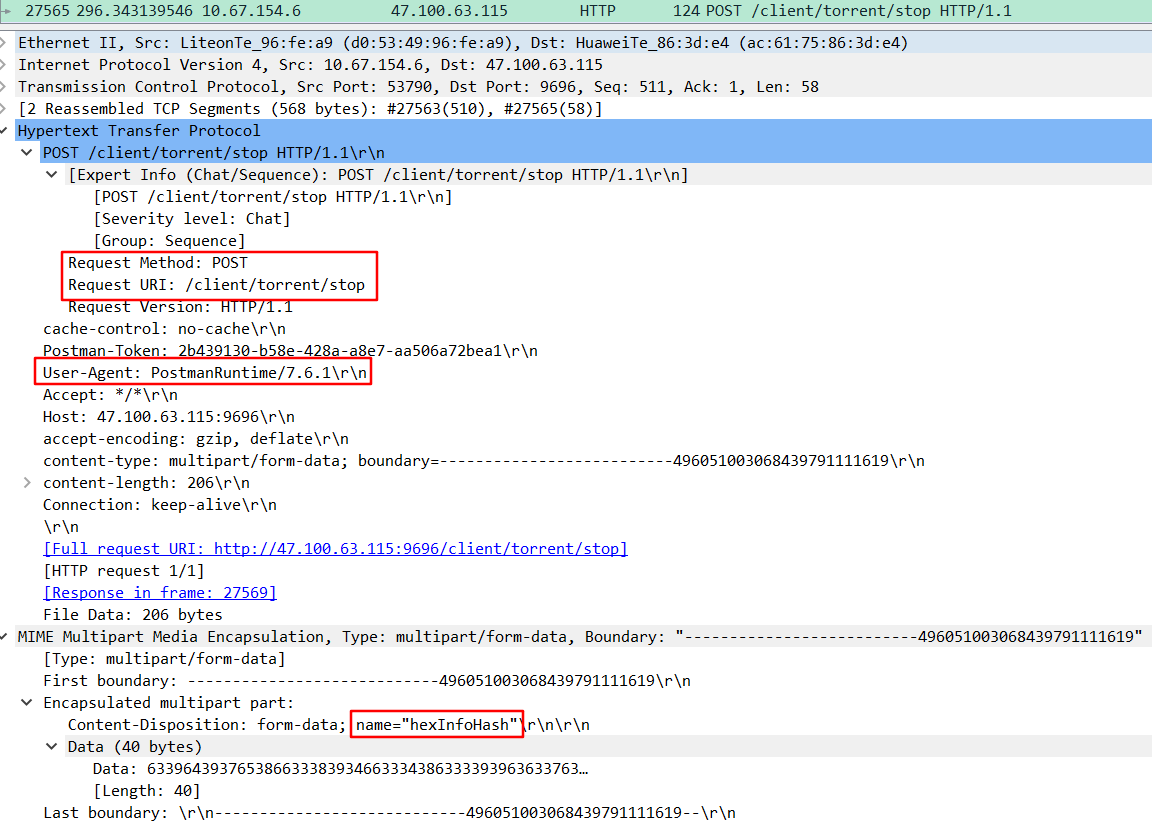 27565 296.343139546 10.67.154.6 47.100.63.115 HTTP 124 POST /client/torrent/stop HTTP/1.1
Ethernet II, Src: LiteonTe_96:fe:a9 (d0:53:49:96:fe:a9), Dst: HuaweiTe_86:3d:e4 (ac:61:75:86:3d:e4)
Internet Protocol Version 4, Src: 10.67.154.6, Dst: 47.100.63.115
Transmission Control Protocol, Src Port: 53790, Dst Port: 9696, Seq: 511, Ack: 1, Len: 58
[2 Reassembled TCP Segments (568 bytes): #27563(510), #27565(58)]
Hypertext Transfer Protocol
POST /client/torrent/stop HTTP/1.1\r\n
[Expert Info (Chat/Sequence): POST /client/torrent/stop HTTP/1.1\r\n]
[POST /client/torrent/stop HTTP/1.1\r\n]
[Severity level: Chat]
[Group: Sequence]
Request Method: POST
Request URI: /client/torrent/stop
Request Version: HTTP/1.1
cache-control: no-cache\r\n
Postman-Token: 2b439130-b58e-428a-a8e7-aa506a72bea1\r\n
User-Agent: PostmanRuntime/7.6.1\r\n
Accept: */*\r\n
Host: 47.100.63.115:9696\r\n
accept-encoding: gzip, deflate\r\n
content-type: multipart/form-data; boundary=--------------------------496051003068439791111619\r\n
content-length: 206\r\n
Connection: keep-alive\r\n
\r\n
[Full request URI: http://47.100.63.115:9696/client/torrent/stop]
[HTTP request 1/1]
[Response in frame: 27569]
File Data: 206 bytes
MIME Multipart Media Encapsulation, Type: multipart/form-data, Boundary: "--------------------------496051003068439791111619"
[Type: multipart/form-data]
First boundary: ----------------------------496051003068439791111619\r\n
Encapsulated multipart part:
Content-Disposition: form-data; name="hexInfoHash"\r\n\r\n
Data (40 bytes)
Data: 63396439376538663338393466333438633339396363376​3…
[Length: 40]
Last boundary: \r\n----------------------------496051003068439791111619--\r\n